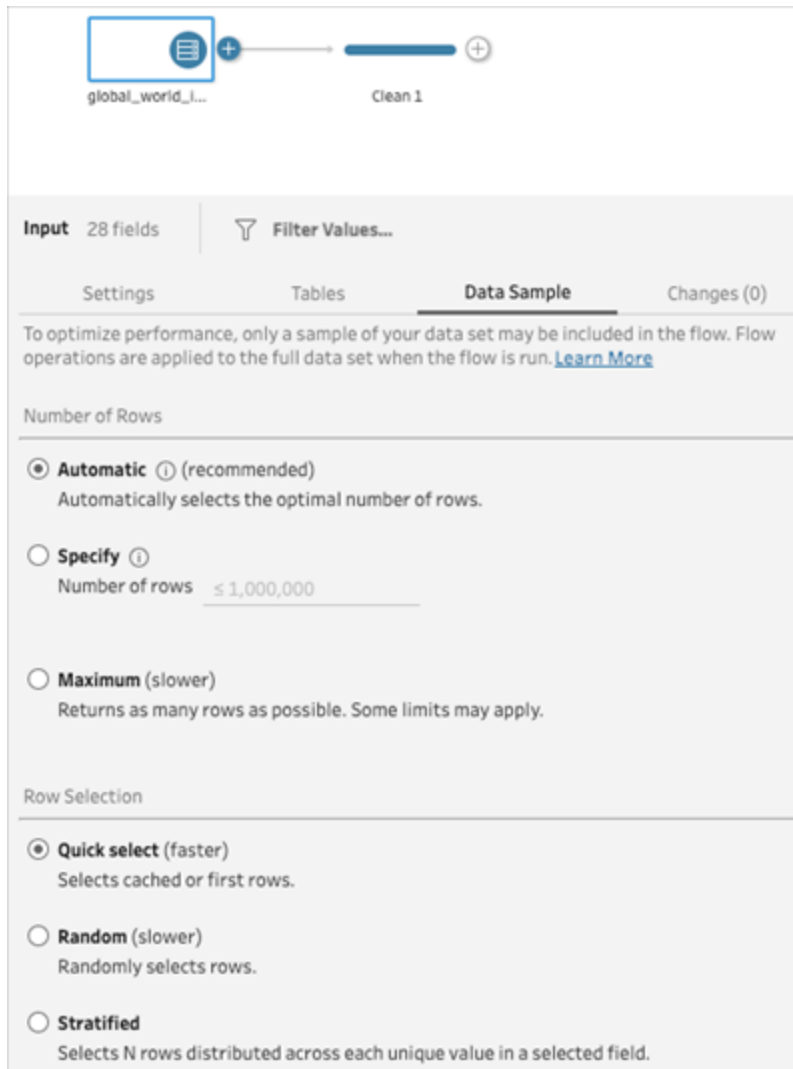 global_world_i...
Clean 1
Input 28 fields Filter Values...
Settings Tables Data Sample Changes (0)
To optimize performance, only a sample of your data set may be included in the flow. Flow
operations are applied to the full data set when the flow is run. Learn More
Number of Rows
Automatic (recommended)
Automatically selects the optimal number of rows.
Specify
Number of rows ≤ 1,000,000
Maximum (slower)
Returns as many rows as possible. Some limits may apply.
Row Selection
Quick select (faster)
Selects cached or first rows.
Random (slower)
Randomly selects rows.
Stratified
Selects N rows distributed across each unique value in a selected field.